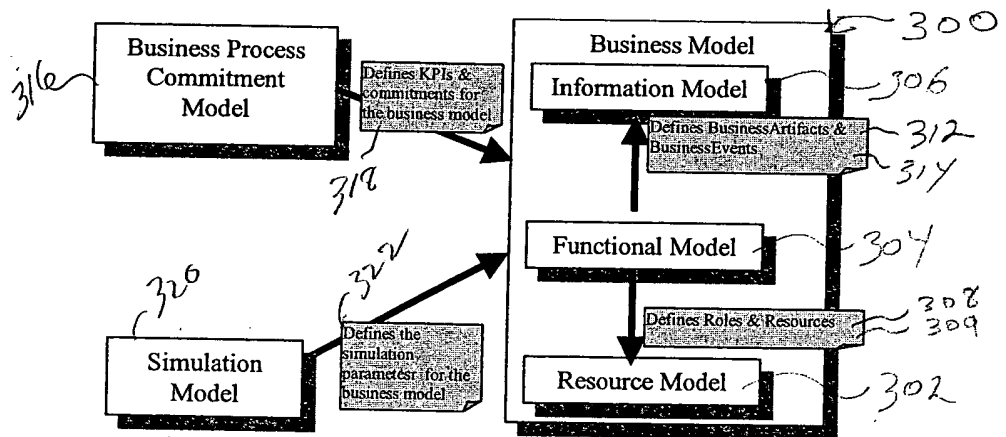 Business Process
Commitment
Model
316
Defines KPIs &
commitments for
the business model
318
Business Model
300
Information Model
306
Defines BusinessArtifacts &
BusinessEvents
312
314
Functional Model
304
Defines Roles & Resources
308
309
Resource Model
302
320
Simulation
Model
322
Defines the
simulation
parametesr for the
business model